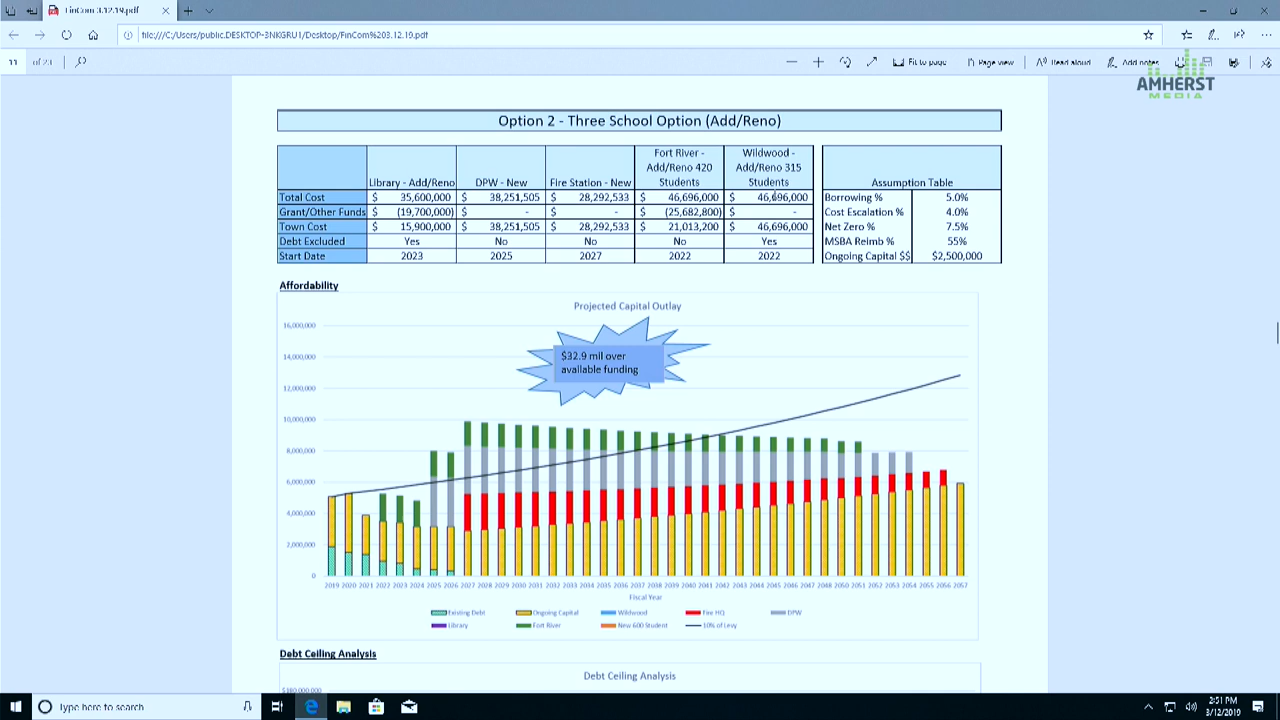 FinCom 3.12.19.pdf
file:///C:/Users/public.DESKTOP-3NKGRU1/Desktop/FinCom%203.12.19.pdf
11 of 23 Fit to page Page view Read aloud Add notes
AMHERST
MEDIA
Option 2 - Three School Option (Add/Reno)
Library - Add/Reno DPW - New Fire Station - New Fort River - Add/Reno 420 Students Wildwood - Add/Reno 315 Students Assumption Table
Total Cost $ 35,600,000 $ 38,251,505 $ 28,292,533 $ 46,696,000 $ 46,696,000 Borrowing % 5.0%
Grant/Other Funds $ (19,700,000) $ - $ - $ (25,682,800) $ - Cost Escalation % 4.0%
Town Cost $ 15,900,000 $ 38,251,505 $ 28,292,533 $ 21,013,200 $ 46,696,000 Net Zero % 7.5%
Debt Excluded Yes No No No Yes MSBA Reimb % 55%
Start Date 2023 2025 2027 2022 2022 Ongoing Capital $$ $2,500,000
Affordability
Projected Capital Outlay
16,000,000
$32.9 mil over
14,000,000
available funding
12,000,000
10,000,000
8,000,000
6,000,000
4,000,000
2,000,000
0
2019 2020 2021 2022 2023 2024 2025 2026 2027 2028 2029 2030 2031 2032 2033 2034 2035 2036 2037 2038 2039 2040 2041 2042 2043 2044 2045 2046 2047 2048 2049 2050 2051 2052 2053 2054 2055 2056 2057
Fiscal Year
Existing Debt Ongoing Capital Wildwood Fire HQ DPW
Library Fort River New 600 Student 10% of Levy
Debt Ceiling Analysis
Debt Ceiling Analysis
$180,000,000
Type here to search
2:51 PM
3/12/2019